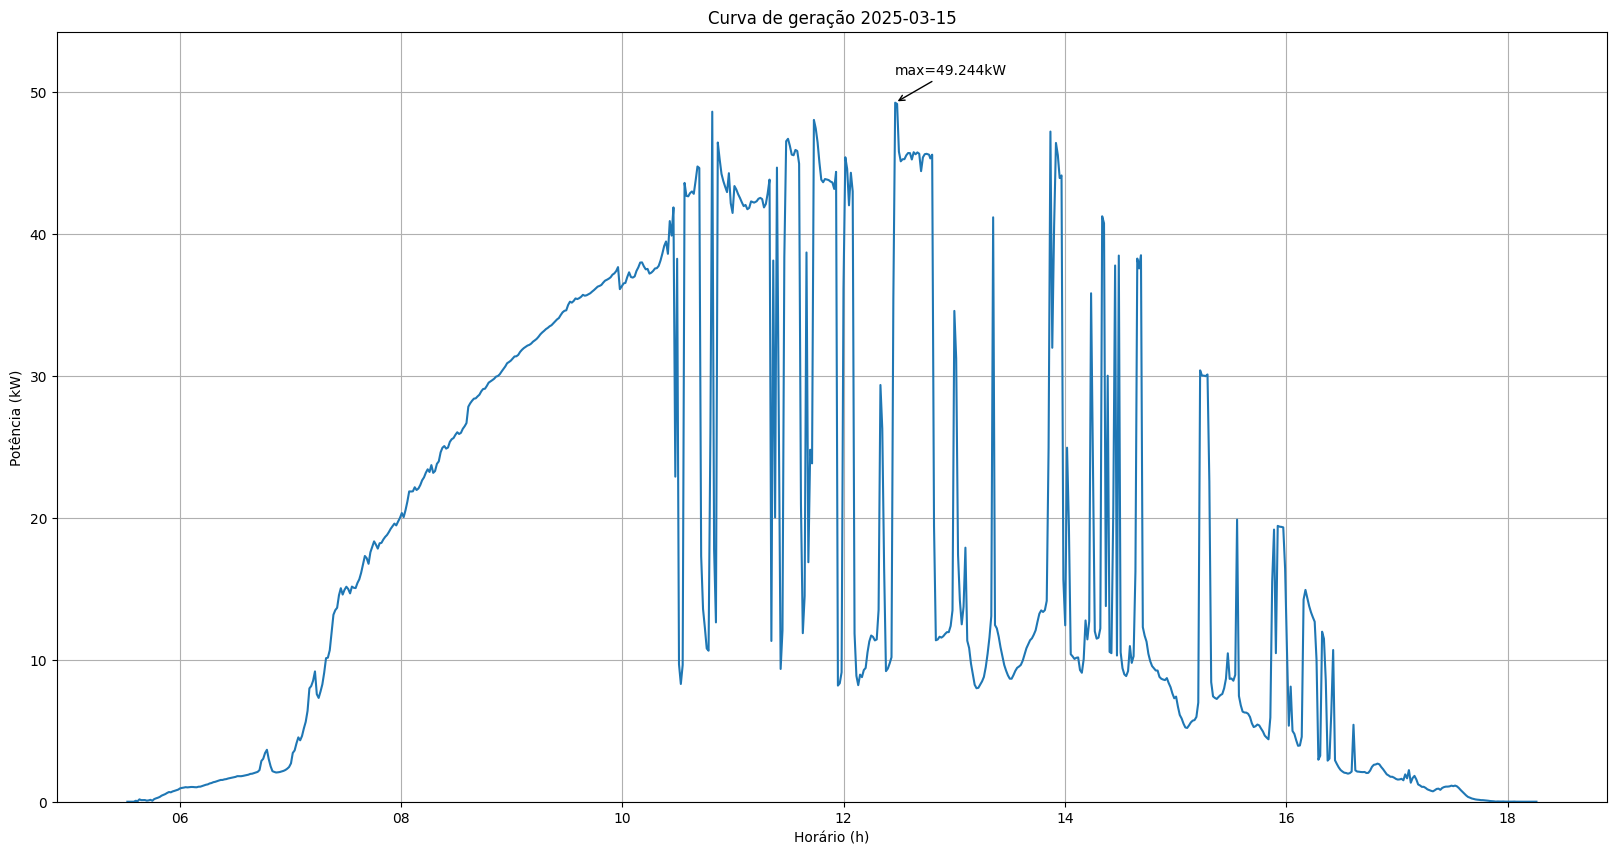 Curva de geração 2025-03-15
max=49.244kW
50
40
30
20
10
0
Potência (kW)
06 08 10 12 14 16 18
Horário (h)